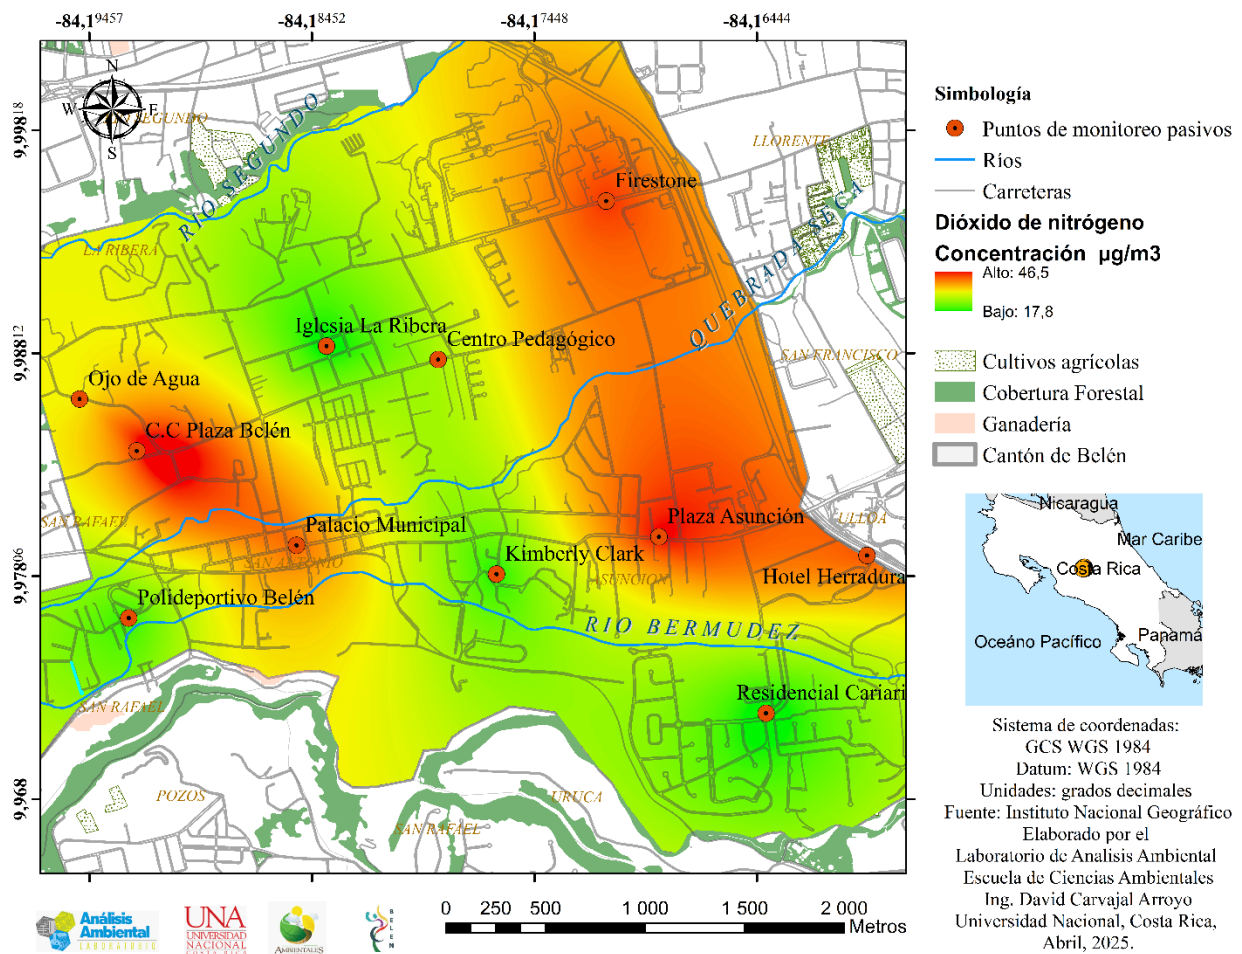 -84,19457
-84,18452
-84,17448
-84,16444
9,99818
9,98812
9,97806
9,968
N
W
E
S
SEGUNDO
RIO SEGUNDO
LLORENTE
LA RIBERA
Firestone
QUEBRADA SECA
Iglesia La Ribera
Centro Pedagógico
SAN FRANCISCO
Ojo de Agua
C.C Plaza Belén
SAN RAFAEL
Palacio Municipal
SAN ANTONIO
Plaza Asunción
ULLOA
Kimberly Clark
SUNCION
Hotel Herradura
Polideportivo Belén
RIO BERMUDEZ
Residencial Cariari
SAN RAFAEL
POZOS
URUCA
SAN RAFAEL
Simbología
Puntos de monitoreo pasivos
Ríos
Carreteras
Dióxido de nitrógeno
Concentración µg/m3
Alto: 46,5
Bajo: 17,8
Cultivos agrícolas
Cobertura Forestal
Ganadería
Cantón de Belén
Nicaragua
Mar Caribe
Costa Rica
Oceáno Pacífico
Panamá
Sistema de coordenadas:
GCS WGS 1984
Datum: WGS 1984
Unidades: grados decimales
Fuente: Instituto Nacional Geográfico
Elaborado por el
Laboratorio de Analisis Ambiental
Escuela de Ciencias Ambientales
Ing. David Carvajal Arroyo
Universidad Nacional, Costa Rica,
Abril, 2025.
Análisis
Ambiental
LABORATORIO
UNA
UNIVERSIDAD
NACIONAL
COSTA RICA
AMBIENTALES
BELEN
0 250 500 1 000 1 500 2 000
Metros